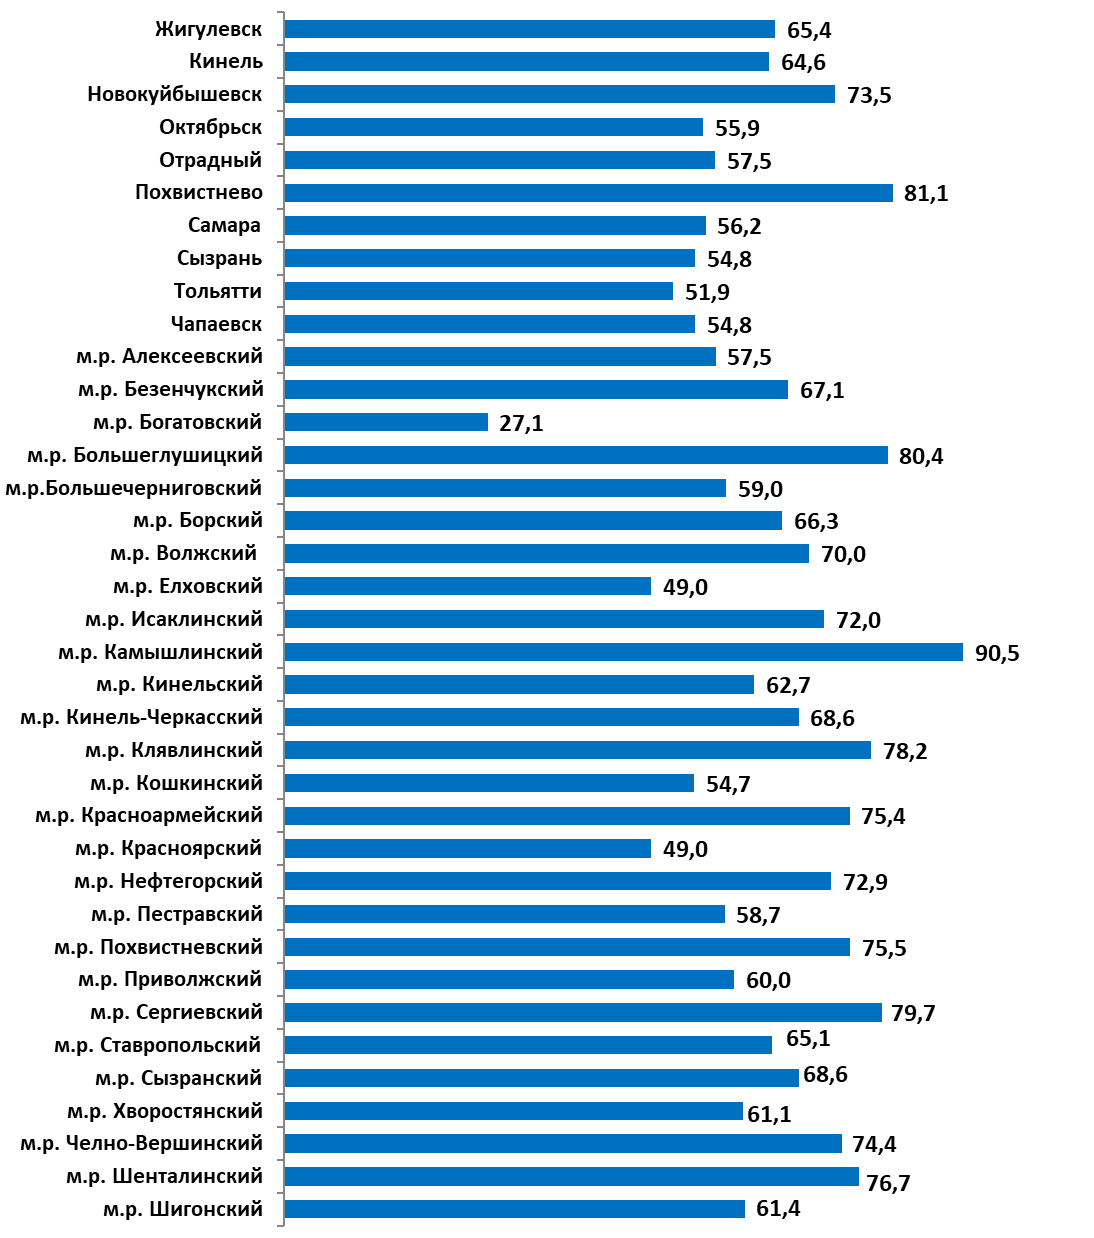 Жигулевск 65,4
Кинель 64,6
Новокуйбышевск 73,5
Октябрьск 55,9
Отрадный 57,5
Похвистнево 81,1
Самара 56,2
Сызрань 54,8
Тольятти 51,9
Чапаевск 54,8
м.р. Алексеевский 57,5
м.р. Безенчукский 67,1
м.р. Богатовский 27,1
м.р. Большеглушицкий 80,4
м.р.Большечерниговский 59,0
м.р. Борский 66,3
м.р. Волжский 70,0
м.р. Елховский 49,0
м.р. Исаклинский 72,0
м.р. Камышлинский 90,5
м.р. Кинельский 62,7
м.р. Кинель-Черкасский 68,6
м.р. Клявлинский 78,2
м.р. Кошкинский 54,7
м.р. Красноармейский 75,4
м.р. Красноярский 49,0
м.р. Нефтегорский 72,9
м.р. Пестравский 58,7
м.р. Похвистневский 75,5
м.р. Приволжский 60,0
м.р. Сергиевский 79,7
м.р. Ставропольский 65,1
м.р. Сызранский 68,6
м.р. Хворостянский 61,1
м.р. Челно-Вершинский 74,4
м.р. Шенталинский 76,7
м.р. Шигонский 61,4